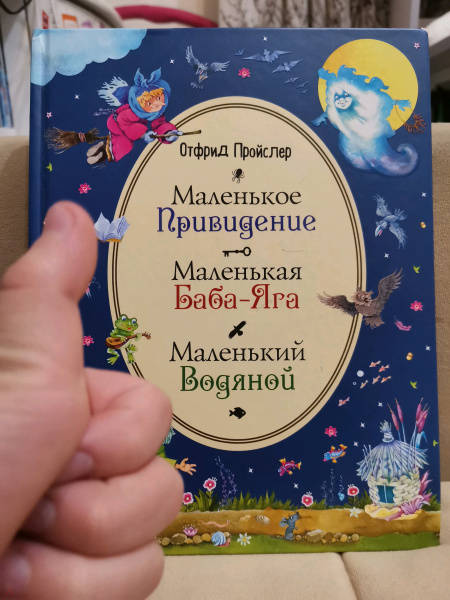 Отфрид Пройслер
Маленькое
Привидение
Маленькая
Баба-Яга
Маленький
Водяной